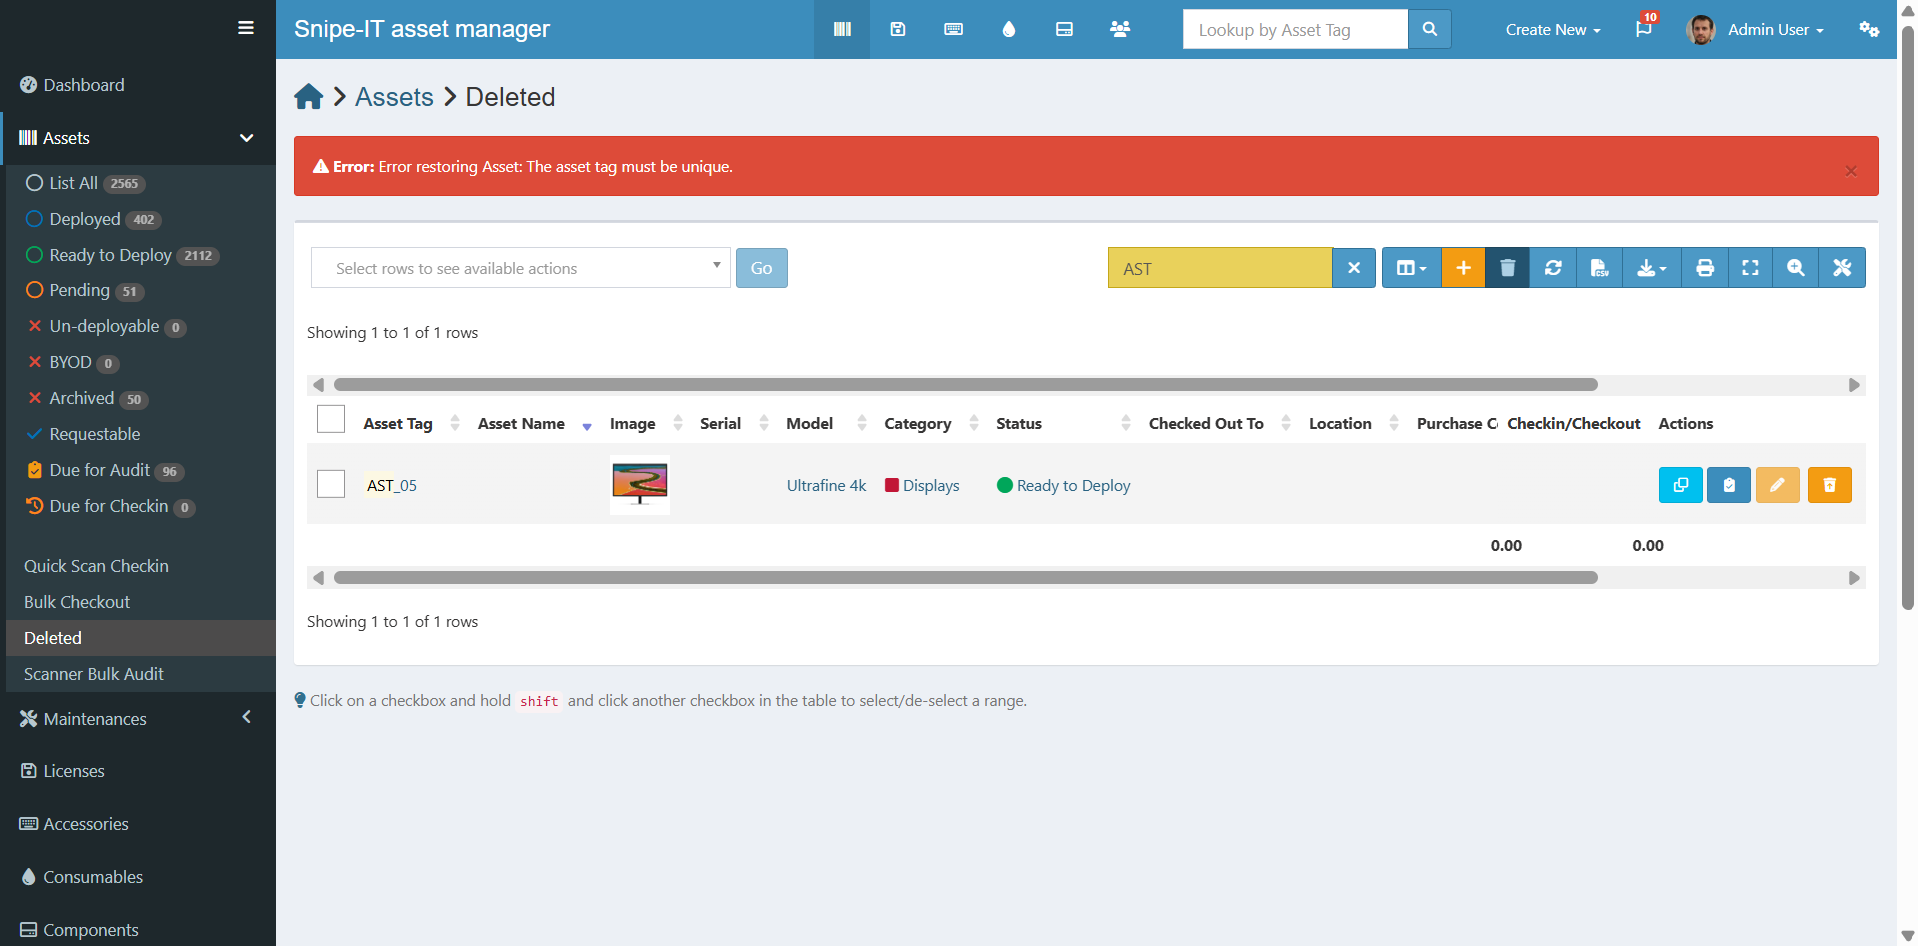 Snipe-IT asset manager
Lookup by Asset Tag
Create New
10
Admin User
Dashboard
Assets
List All 2565
Deployed 402
Ready to Deploy 2112
Pending 51
Un-deployable 0
BYOD 0
Archived 50
Requestable
Due for Audit 96
Due for Checkin 0
Quick Scan Checkin
Bulk Checkout
Deleted
Scanner Bulk Audit
Maintenances
Licenses
Accessories
Consumables
Components
Assets Deleted
Error: Error restoring Asset: The asset tag must be unique.
×
Select rows to see available actions
Go
AST
CSV
Showing 1 to 1 of 1 rows
Asset Tag Asset Name Image Serial Model Category Status Checked Out To Location Purchase C Checkin/Checkout Actions
AST_05 Ultrafine 4k Displays Ready to Deploy
0.00 0.00
Showing 1 to 1 of 1 rows
Click on a checkbox and hold shift and click another checkbox in the table to select/de-select a range.